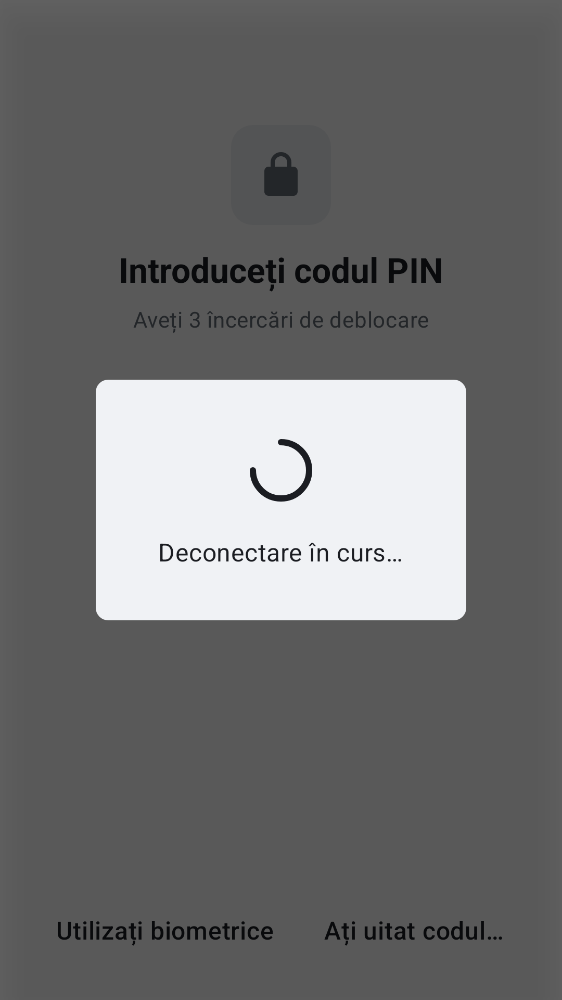 Introduceți codul PIN
Aveți 3 încercări de deblocare
Deconectare în curs…
Utilizați biometrice
Ați uitat codul…